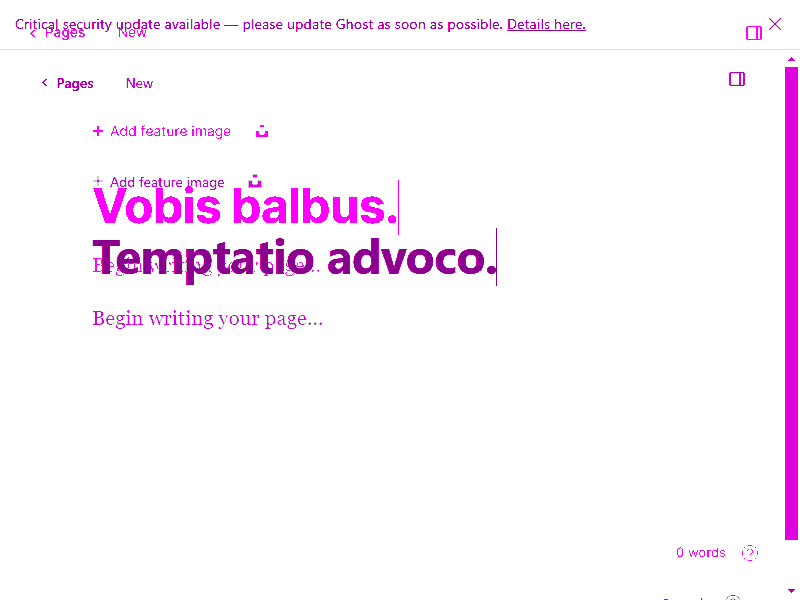 Critical security update available — please update Ghost as soon as possible. Details here.
Pages New
Pages New
Add feature image
Add feature image
Vobis balbus.
Temptatio advoco.
Begin writing your page...
Begin writing your page...
0 words